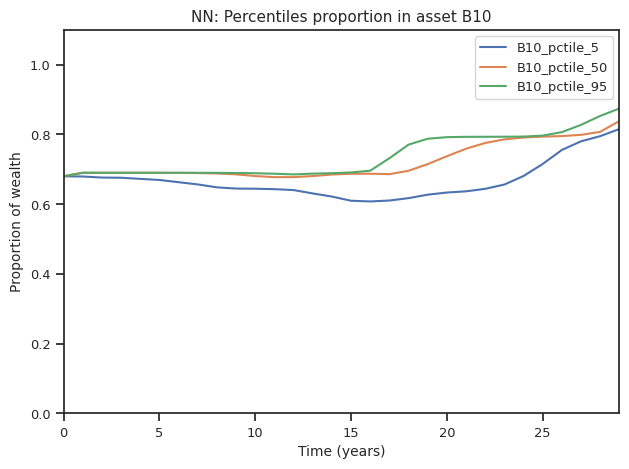 NN: Percentiles proportion in asset B10
B10_pctile_5
B10_pctile_50
B10_pctile_95
Proportion of wealth
1.0
0.8
0.6
0.4
0.2
0.0
0 5 10 15 20 25
Time (years)